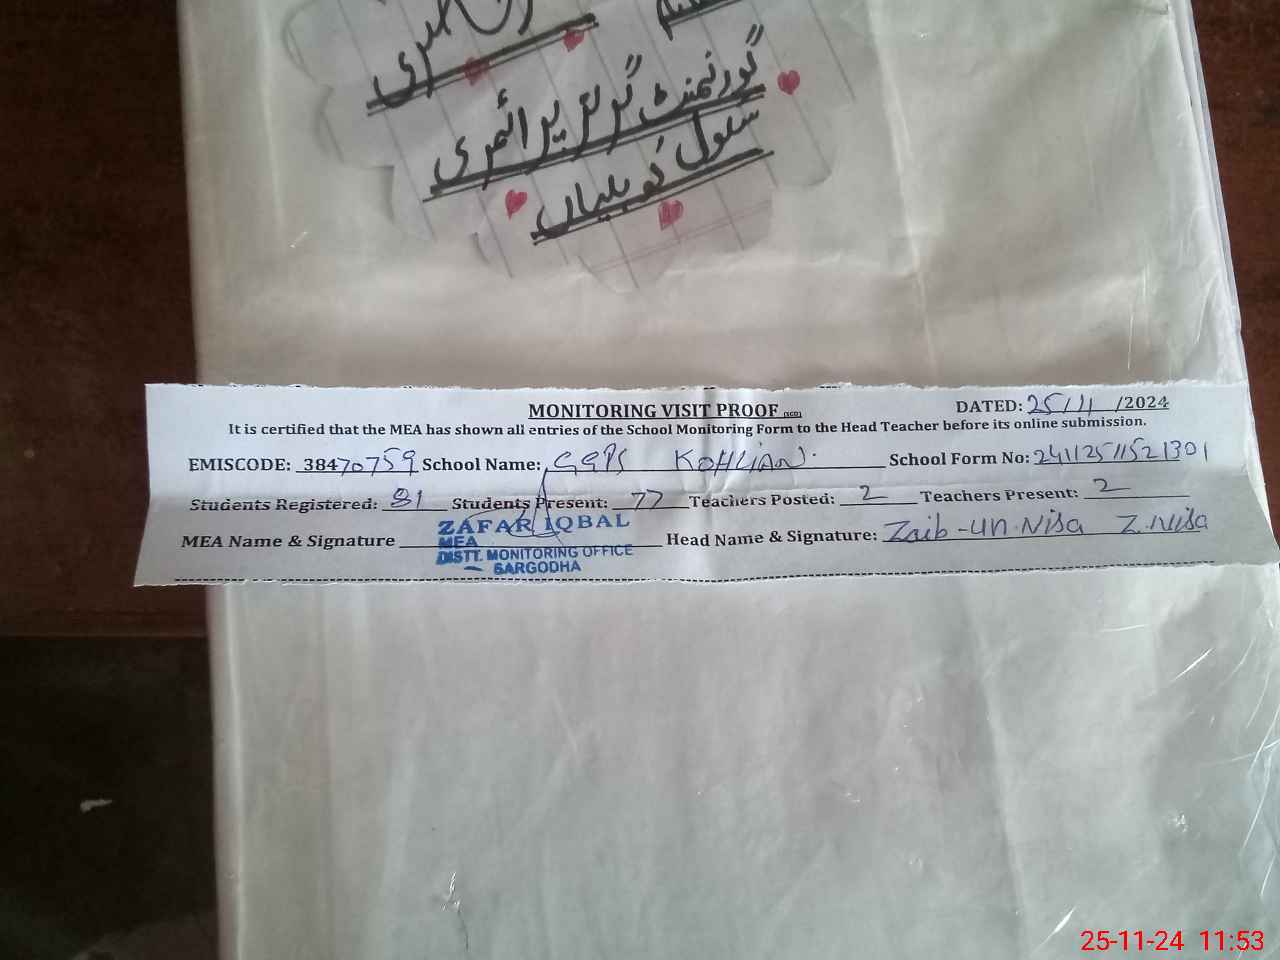 گورنمنٹ گرلز پرائمری
سکول کوہلیاں
MONITORING VISIT PROOF
DATED: 25/11/2024
It is certified that the MEA has shown all entries of the School Monitoring Form to the Head Teacher before its online submission.
EMISCODE: 38470759 School Name: GGPS KOHLIAN. School Form No: 24112511521301
Students Registered: 81 Students Present: 77 Teachers Posted: 2 Teachers Present: 2
MEA Name & Signature ZAFAR IQBAL Head Name & Signature: Zaib-un-Nisa Z.Nisa
MEA
DISTT. MONITORING OFFICE
SARGODHA
25-11-24 11:53